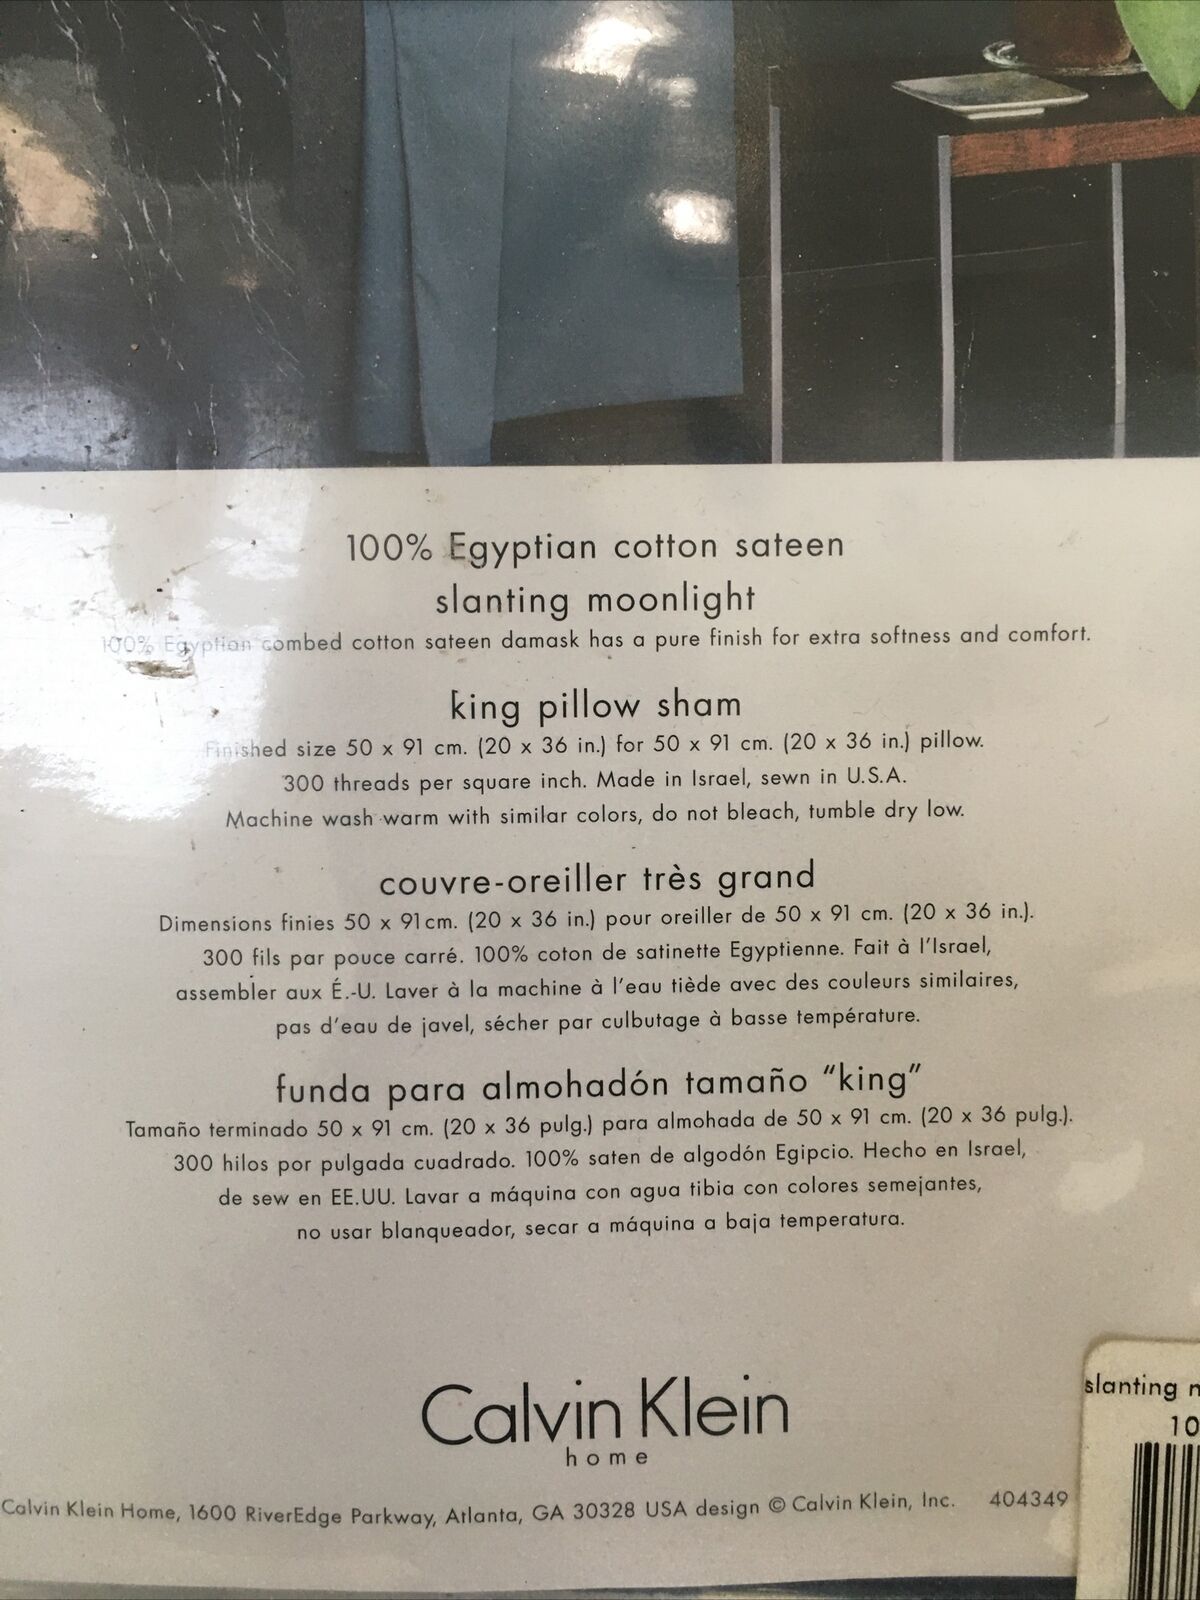 100% Egyptian cotton sateen
slanting moonlight
100% Egyptian combed cotton sateen damask has a pure finish for extra softness and comfort.
king pillow sham
Finished size 50 x 91 cm. (20 x 36 in.) for 50 x 91 cm. (20 x 36 in.) pillow.
300 threads per square inch. Made in Israel, sewn in U.S.A.
Machine wash warm with similar colors, do not bleach, tumble dry low.
couvre-oreiller très grand
Dimensions finies 50 x 91cm. (20 x 36 in.) pour oreiller de 50 x 91 cm. (20 x 36 in.).
300 fils par pouce carré. 100% coton de satinette Egyptienne. Fait à l'Israel,
assembler aux É.-U. Laver à la machine à l'eau tiède avec des couleurs similaires,
pas d'eau de javel, sécher par culbutage à basse température.
funda para almohadón tamaño “king”
Tamaño terminado 50 x 91 cm. (20 x 36 pulg.) para almohada de 50 x 91 cm. (20 x 36 pulg.).
300 hilos por pulgada cuadrado. 100% saten de algodón Egipcio. Hecho en Israel,
de sew en EE.UU. Lavar a máquina con agua tibia con colores semejantes,
no usar blanqueador, secar a máquina a baja temperatura.
Calvin Klein
home
Calvin Klein Home, 1600 RiverEdge Parkway, Atlanta, GA 30328 USA design © Calvin Klein, Inc. 404349
slanting
10